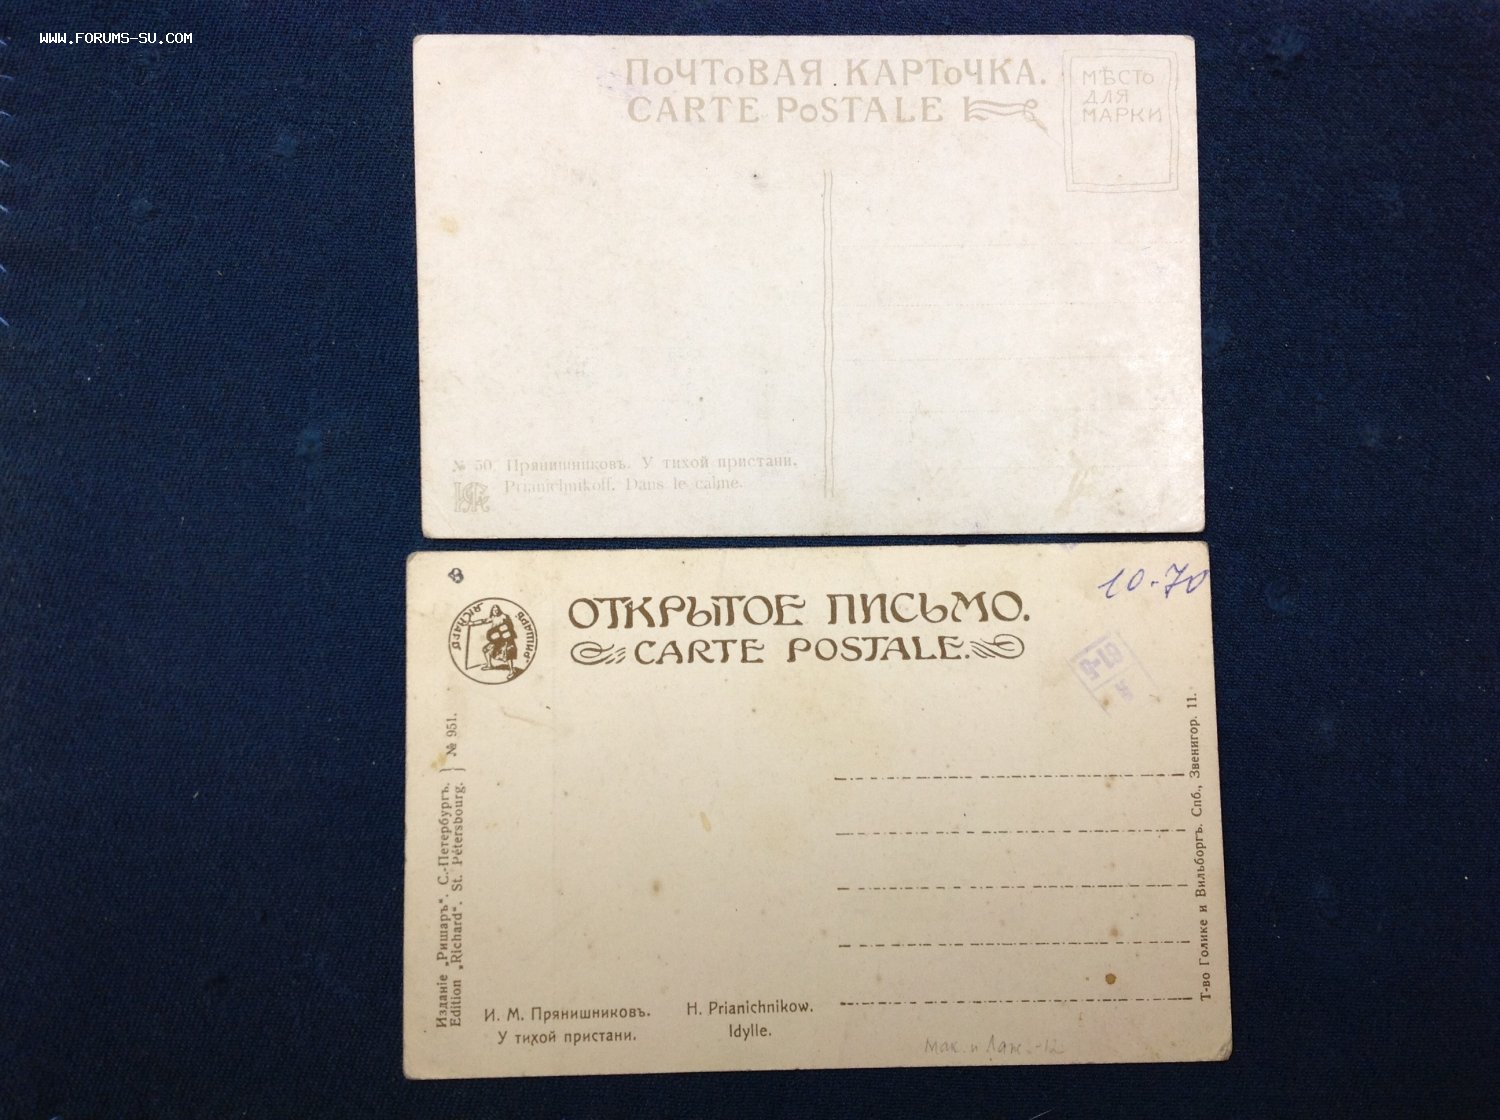 WWW.FORUMS-SU.COM
ПОЧТОВАЯ КАРТОЧКА.
CARTE POSTALE
МѢСТО
ДЛЯ
МАРКИ
№ 50. Прянишниковъ. У тихой пристани.
Prianichnikoff. Dans le calme.
10-70
„RICHARD“ „РИШАРЪ“
ОТКРЫТОЕ ПИСЬМО.
CARTE POSTALE.
Изданіе „Ришаръ“. С.-Петербургъ.
Edition „Richard“. St. Pétersbourg.
№ 951.
И. М. Прянишниковъ.
У тихой пристани.
H. Prianichnikow.
Idylle.
Т-во Голике и Вильборгъ. Спб., Звенигор. 11.